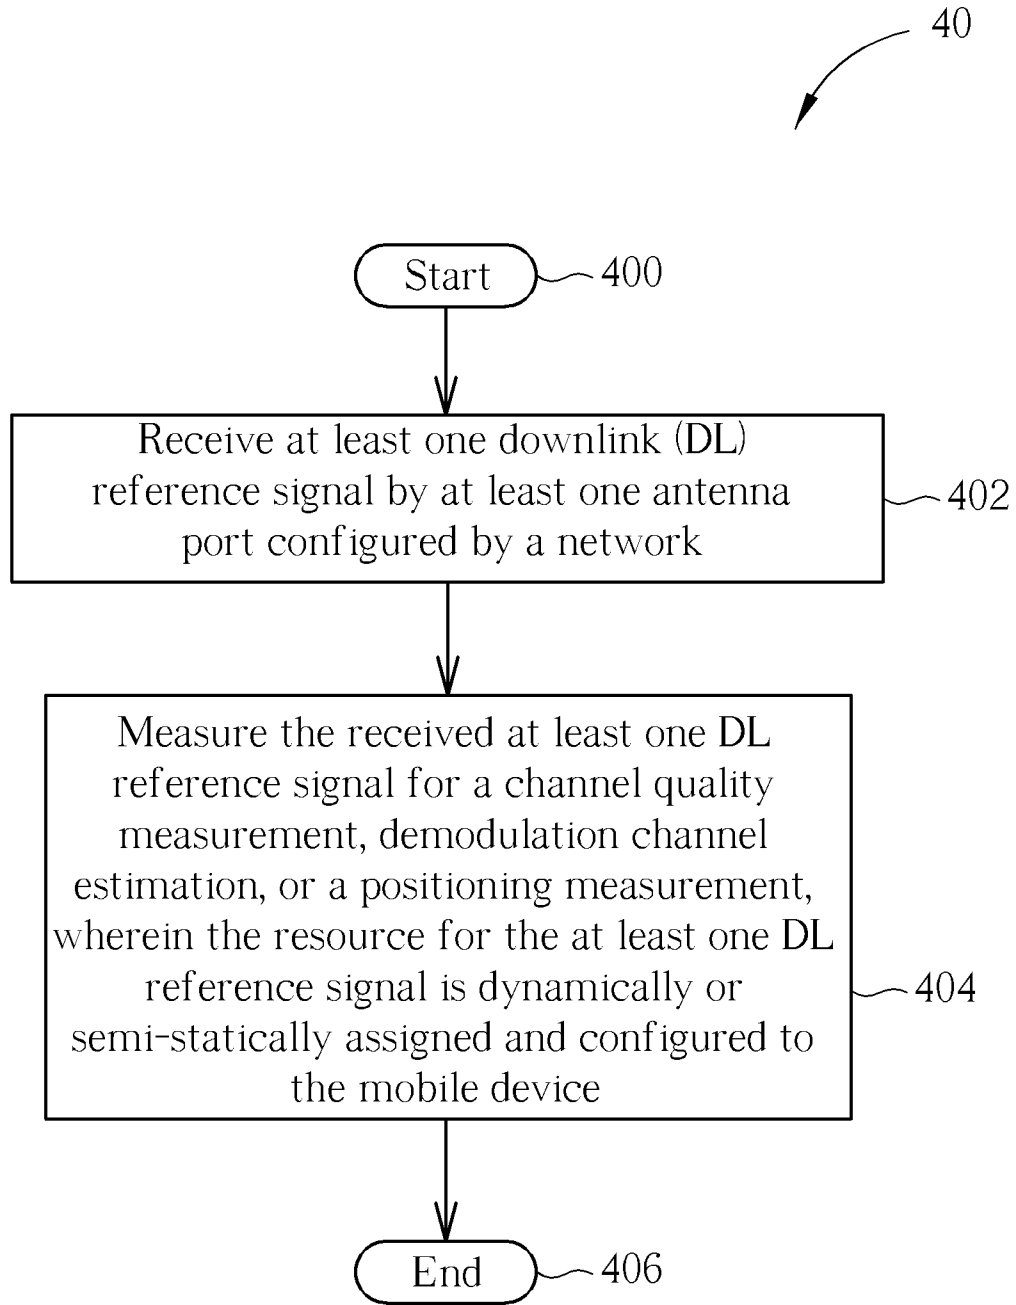 40
Start
400
Receive at least one downlink (DL)
reference signal by at least one antenna
port configured by a network
402
Measure the received at least one DL
reference signal for a channel quality
measurement, demodulation channel
estimation, or a positioning measurement,
wherein the resource for the at least one DL
reference signal is dynamically or
semi-statically assigned and configured to
the mobile device
404
End
406